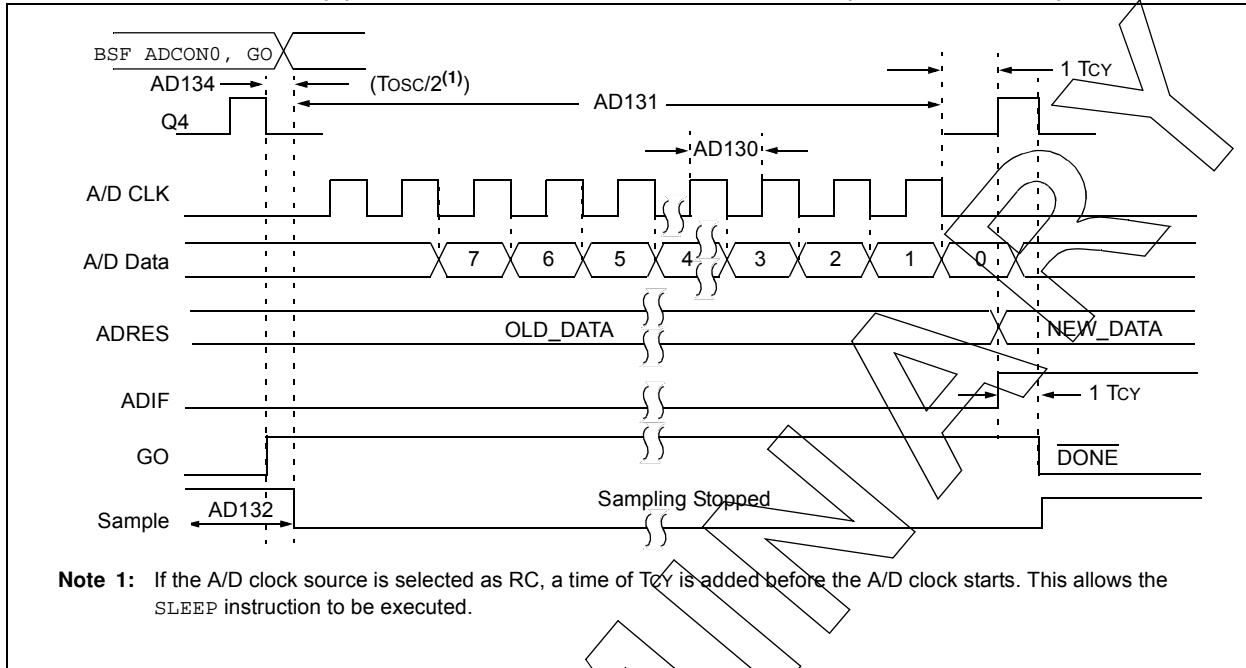 BSF ADCON0, GO
AD134
(TOSC/2(1))
1 TCY
AD131
Q4
AD130
A/D CLK
A/D Data
7 6 5 4 3 2 1 0
ADRES
OLD_DATA
NEW_DATA
ADIF
1 TCY
GO
DONE
Sample
AD132
Sampling Stopped
Note 1: If the A/D clock source is selected as RC, a time of TCY is added before the A/D clock starts. This allows the
SLEEP instruction to be executed.